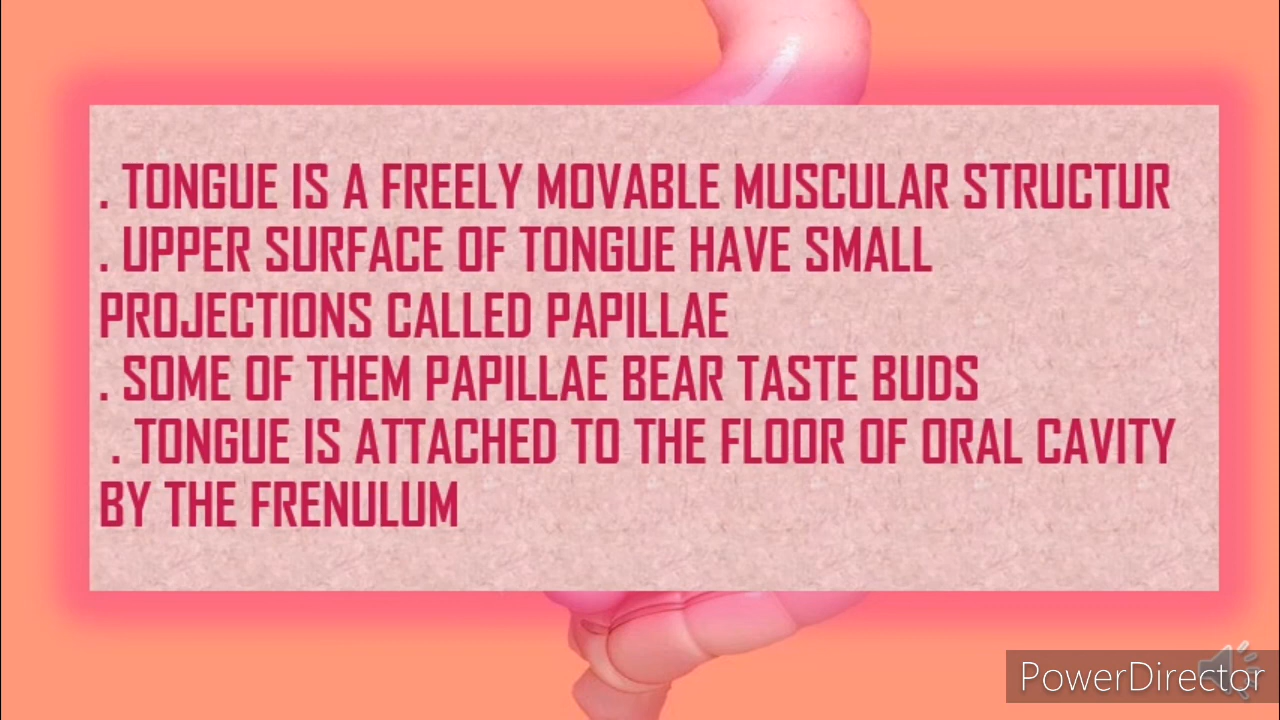 . TONGUE IS A FREELY MOVABLE MUSCULAR STRUCTUR
. UPPER SURFACE OF TONGUE HAVE SMALL
PROJECTIONS CALLED PAPILLAE
. SOME OF THEM PAPILLAE BEAR TASTE BUDS
. TONGUE IS ATTACHED TO THE FLOOR OF ORAL CAVITY
BY THE FRENULUM
PowerDirector